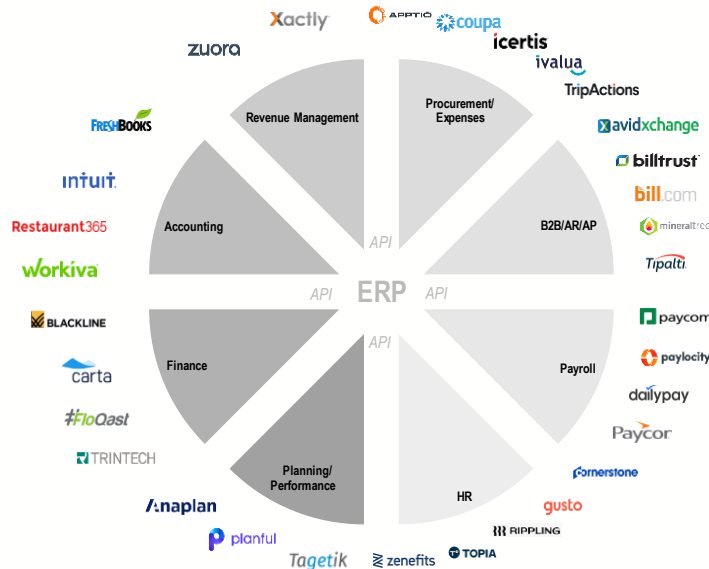 Xactly
APPTIO
coupa
zuora
icertis
ivalua
TripActions
Revenue Management
Procurement/
Expenses
FRESHBOOKS
avidxchange
billtrust
intuit
bill.com
Restaurant365
Accounting
B2B/AR/AP
mineraltree
API
workiva
Tipalti
API
ERP
API
BLACKLINE
paycom
API
Finance
Payroll
paylocity
carta
dailypay
#FloQast
Paycor
TRINTECH
Planning/
Performance
HR
cornerstone
Anaplan
gusto
RIPPLING
planful
Tagetik
zenefits
TOPIA